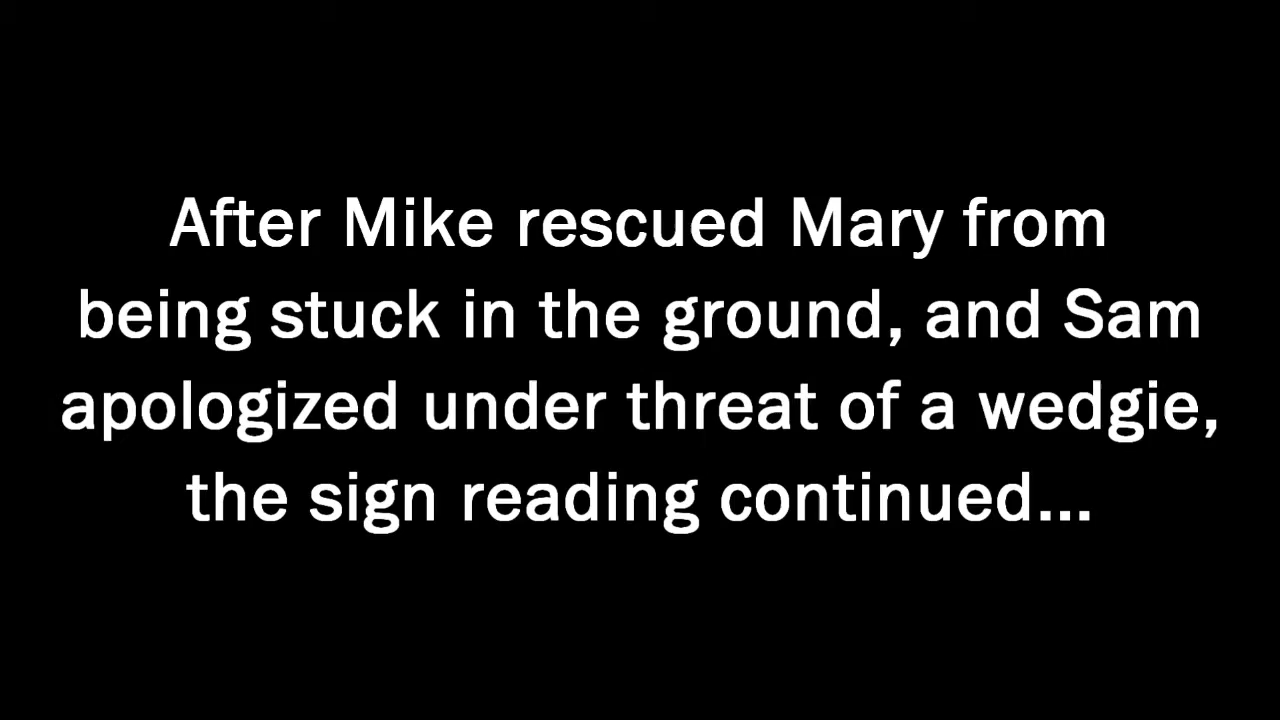 After Mike rescued Mary from
being stuck in the ground, and Sam
apologized under threat of a wedgie,
the sign reading continued...